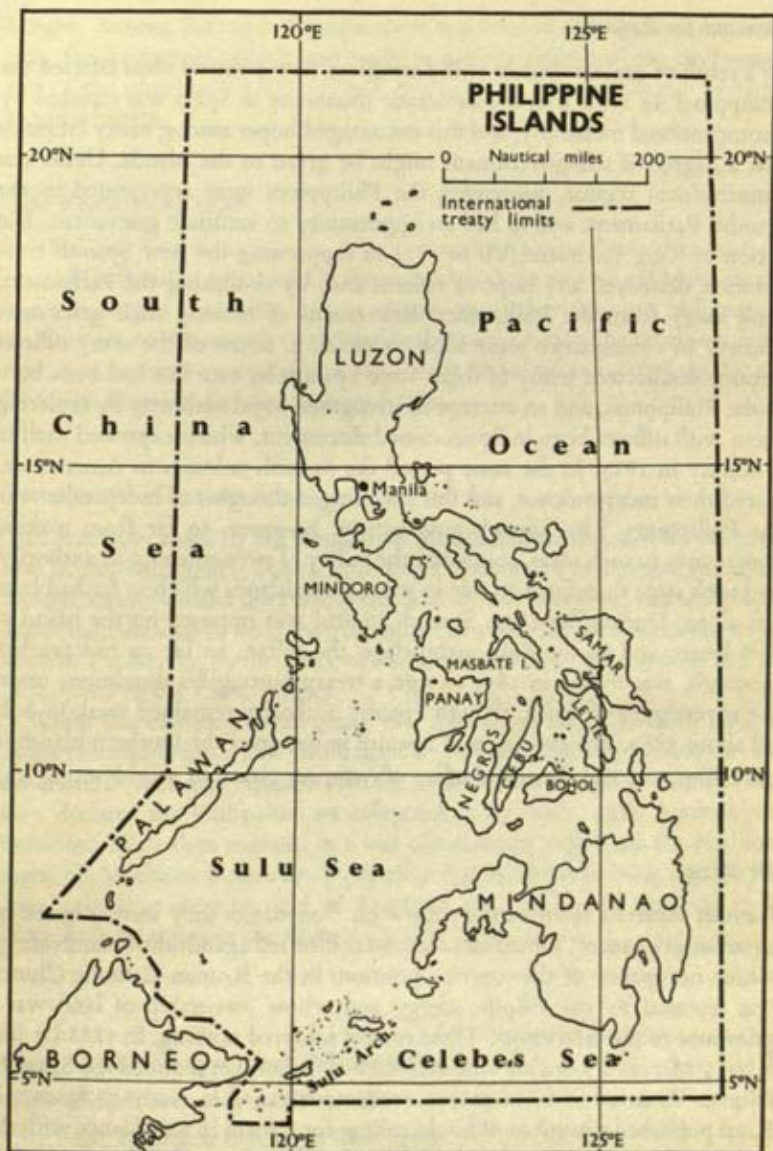 120°E 125°E
PHILIPPINE
ISLANDS
20°N 0 Nautical miles 200 20°N
International
treaty limits
South
Pacific
LUZON
China
Ocean
15°N 15°N
Manila
Sea
MINDORO
SAMAR
MASBATE I.
PANAY
LEYTE
PALAWAN
NEGROS
CEBU
10°N 10°N
BOHOL
Sulu Sea
MINDANAO
BORNEO
Sulu Arch.
Celebes Sea
5°N 5°N
120°E 125°E